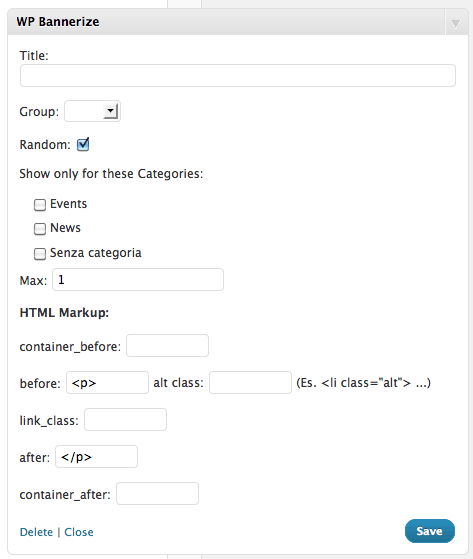 WP Bannerize
Title:
Group:
Random:
Show only for these Categories:
Events
News
Senza categoria
Max: 1
HTML Markup:
container_before:
before: <p> alt class: (Es. <li class="alt"> ...)
link_class:
after: </p>
container_after:
Delete | Close Save